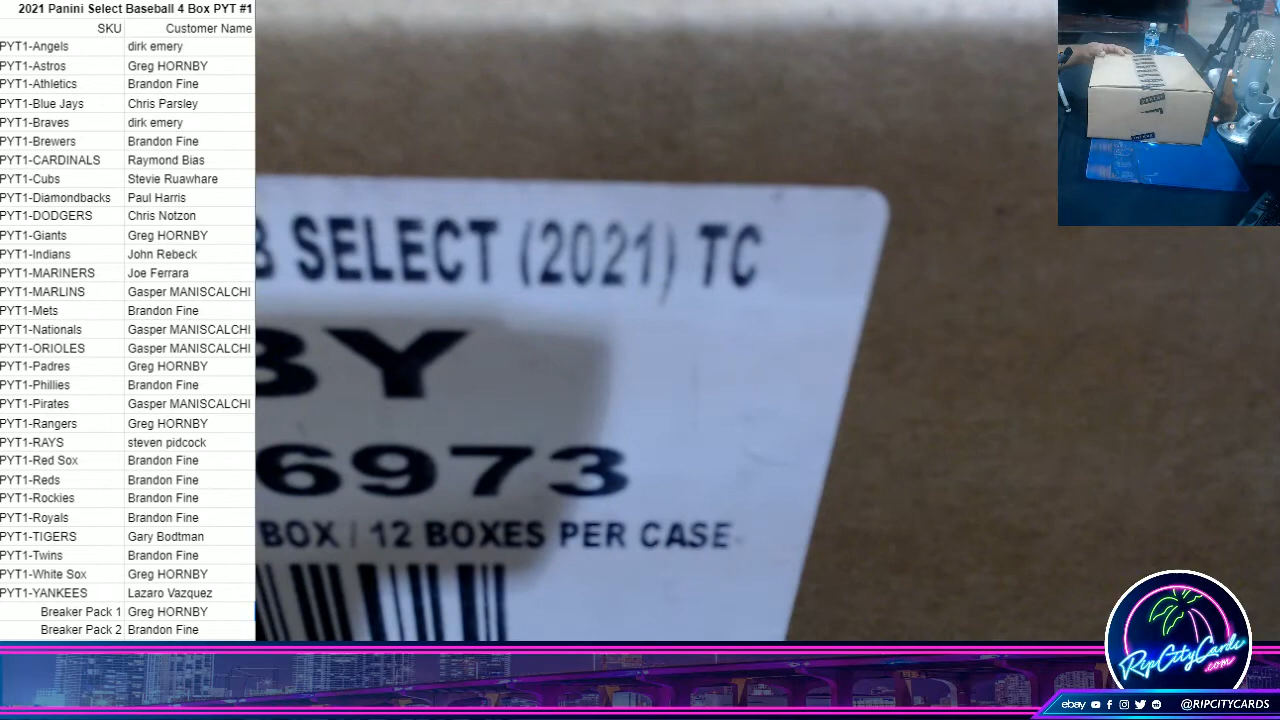 2021 Panini Select Baseball 4 Box PYT #1
SKU Customer Name
PYT1-Angels dirk emery
PYT1-Astros Greg HORNBY
PYT1-Athletics Brandon Fine
PYT1-Blue Jays Chris Parsley
PYT1-Braves dirk emery
PYT1-Brewers Brandon Fine
PYT1-CARDINALS Raymond Bias
PYT1-Cubs Stevie Ruawhare
PYT1-Diamondbacks Paul Harris
PYT1-DODGERS Chris Notzon
PYT1-Giants Greg HORNBY
PYT1-Indians John Rebeck
PYT1-MARINERS Joe Ferrara
PYT1-MARLINS Gasper MANISCALCHI
PYT1-Mets Brandon Fine
PYT1-Nationals Gasper MANISCALCHI
PYT1-ORIOLES Gasper MANISCALCHI
PYT1-Padres Greg HORNBY
PYT1-Phillies Brandon Fine
PYT1-Pirates Gasper MANISCALCHI
PYT1-Rangers Greg HORNBY
PYT1-RAYS steven pidcock
PYT1-Red Sox Brandon Fine
PYT1-Reds Brandon Fine
PYT1-Rockies Brandon Fine
PYT1-Royals Brandon Fine
PYT1-TIGERS Gary Bodtman
PYT1-Twins Brandon Fine
PYT1-White Sox Greg HORNBY
PYT1-YANKEES Lazaro Vazquez
Breaker Pack 1 Greg HORNBY
Breaker Pack 2 Brandon Fine
B SELECT (2021) TC
BY
6973
BOX | 12 BOXES PER CASE
RipCityCards
.com
ebay @RIPCITYCARDS